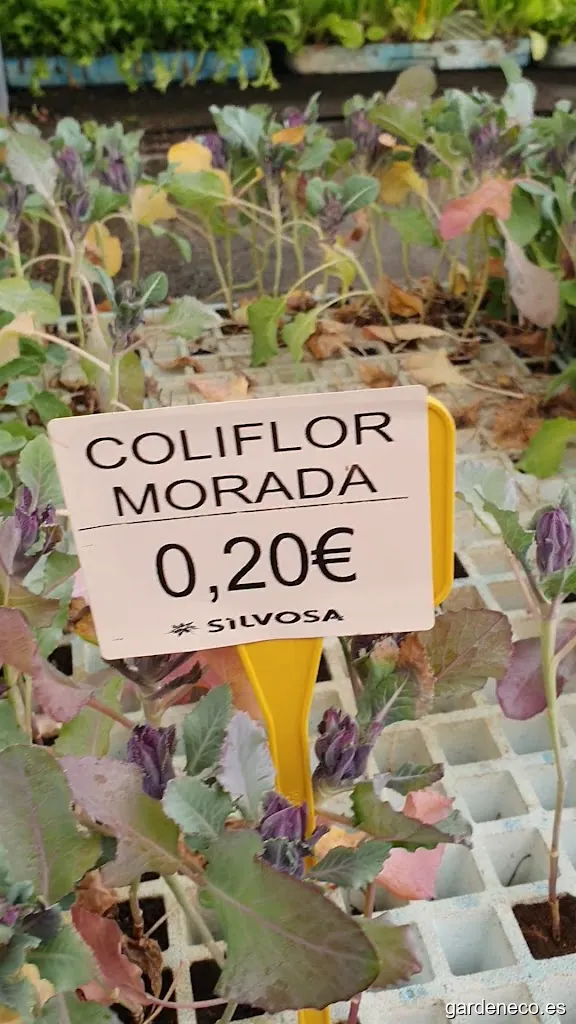 COLIFLOR
MORADA
0,20€
SILVOSA
gardeneco.es